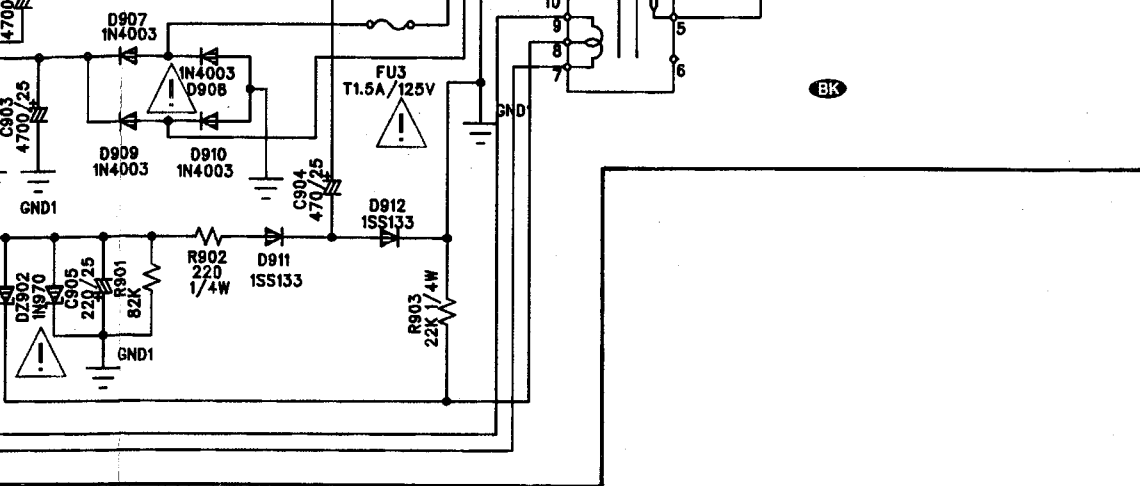 4700
D907
1N4003
1N4003
D908
C903
4700/25
D909
1N4003
D910
1N4003
GND1
FU3
T1.5A/125V
GND1
10
9
8
7
5
6
BK
C904
470/25
D912
1SS133
R902
220
1/4W
D911
1SS133
DZ902
1N970
C905
220/25
R901
82K
GND1
R903
22K 1/4W